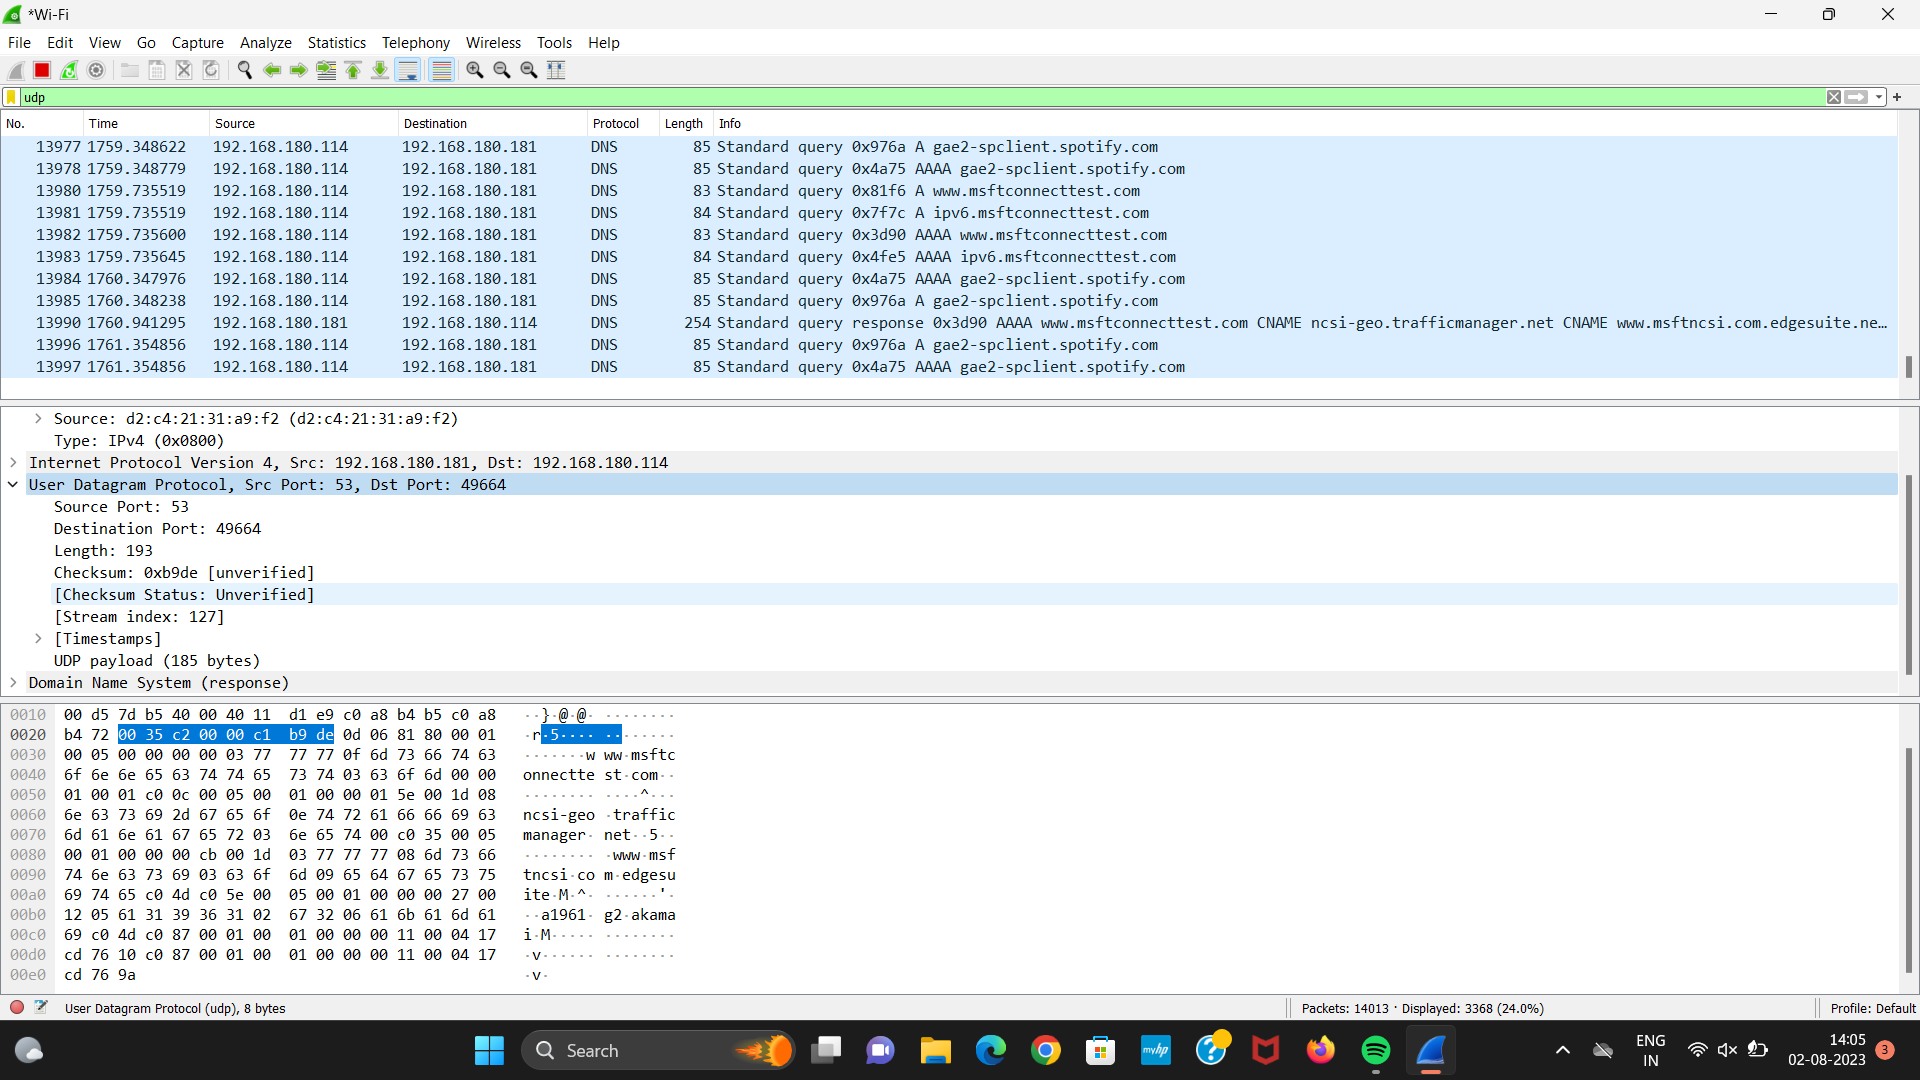 *Wi-Fi
File Edit View Go Capture Analyze Statistics Telephony Wireless Tools Help
udp
No. Time Source Destination Protocol Length Info
13977 1759.348622 192.168.180.114 192.168.180.181 DNS 85 Standard query 0x976a A gae2-spclient.spotify.com
13978 1759.348779 192.168.180.114 192.168.180.181 DNS 85 Standard query 0x4a75 AAAA gae2-spclient.spotify.com
13980 1759.735519 192.168.180.114 192.168.180.181 DNS 83 Standard query 0x81f6 A www.msftconnecttest.com
13981 1759.735519 192.168.180.114 192.168.180.181 DNS 84 Standard query 0x7f7c A ipv6.msftconnecttest.com
13982 1759.735600 192.168.180.114 192.168.180.181 DNS 83 Standard query 0x3d90 AAAA www.msftconnecttest.com
13983 1759.735645 192.168.180.114 192.168.180.181 DNS 84 Standard query 0x4fe5 AAAA ipv6.msftconnecttest.com
13984 1760.347976 192.168.180.114 192.168.180.181 DNS 85 Standard query 0x4a75 AAAA gae2-spclient.spotify.com
13985 1760.348238 192.168.180.114 192.168.180.181 DNS 85 Standard query 0x976a A gae2-spclient.spotify.com
13990 1760.941295 192.168.180.181 192.168.180.114 DNS 254 Standard query response 0x3d90 AAAA www.msftconnecttest.com CNAME ncsi-geo.trafficmanager.net CNAME www.msftncsi.com.edgesuite.ne…
13996 1761.354856 192.168.180.114 192.168.180.181 DNS 85 Standard query 0x976a A gae2-spclient.spotify.com
13997 1761.354856 192.168.180.114 192.168.180.181 DNS 85 Standard query 0x4a75 AAAA gae2-spclient.spotify.com
Source: d2:c4:21:31:a9:f2 (d2:c4:21:31:a9:f2)
Type: IPv4 (0x0800)
Internet Protocol Version 4, Src: 192.168.180.181, Dst: 192.168.180.114
User Datagram Protocol, Src Port: 53, Dst Port: 49664
Source Port: 53
Destination Port: 49664
Length: 193
Checksum: 0xb9de [unverified]
[Checksum Status: Unverified]
[Stream index: 127]
[Timestamps]
UDP payload (185 bytes)
Domain Name System (response)
0010 00 d5 7d b5 40 00 40 11 d1 e9 c0 a8 b4 b5 c0 a8 ··}·@·@· ········
0020 b4 72 00 35 c2 00 00 c1 b9 de 0d 06 81 80 00 01 ·r·5···· ········
0030 00 05 00 00 00 00 03 77 77 77 0f 6d 73 66 74 63 ·······w ww·msftc
0040 6f 6e 6e 65 63 74 74 65 73 74 03 63 6f 6d 00 00 onnectte st·com··
0050 01 00 01 c0 0c 00 05 00 01 00 00 01 5e 00 1d 08 ········ ····^···
0060 6e 63 73 69 2d 67 65 6f 0e 74 72 61 66 66 69 63 ncsi-geo ·traffic
0070 6d 61 6e 61 67 65 72 03 6e 65 74 00 c0 35 00 05 manager· net··5··
0080 00 01 00 00 00 cb 00 1d 03 77 77 77 08 6d 73 66 ········ ·www·msf
0090 74 6e 63 73 69 03 63 6f 6d 09 65 64 67 65 73 75 tncsi·co m·edgesu
00a0 69 74 65 c0 4d c0 5e 00 05 00 01 00 00 00 27 00 ite·M·^· ······'·
00b0 12 05 61 31 39 36 31 02 67 32 06 61 6b 61 6d 61 ··a1961· g2·akama
00c0 69 c0 4d c0 87 00 01 00 01 00 00 00 11 00 04 17 i·M····· ········
00d0 cd 76 10 c0 87 00 01 00 01 00 00 00 11 00 04 17 ·v······ ········
00e0 cd 76 9a ·v·
User Datagram Protocol (udp), 8 bytes Packets: 14013 · Displayed: 3368 (24.0%) Profile: Default
Search
myhp
ENG
IN
14:05
02-08-2023
3